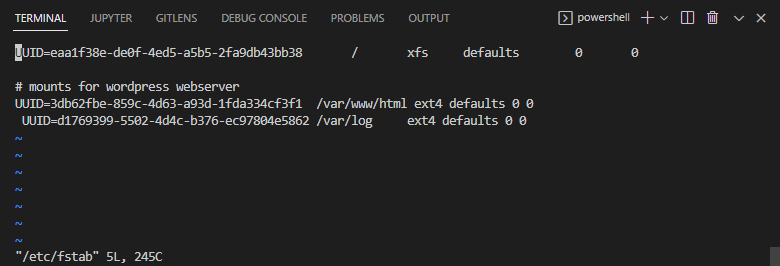 TERMINAL JUPYTER GITLENS DEBUG CONSOLE PROBLEMS OUTPUT powershell
UUID=eaa1f38e-de0f-4ed5-a5b5-2fa9db43bb38 / xfs defaults 0 0
# mounts for wordpress webserver
UUID=3db62fbe-859c-4d63-a93d-1fda334cf3f1 /var/www/html ext4 defaults 0 0
UUID=d1769399-5502-4d4c-b376-ec97804e5862 /var/log ext4 defaults 0 0
~
~
~
~
~
~
~
"/etc/fstab" 5L, 245C